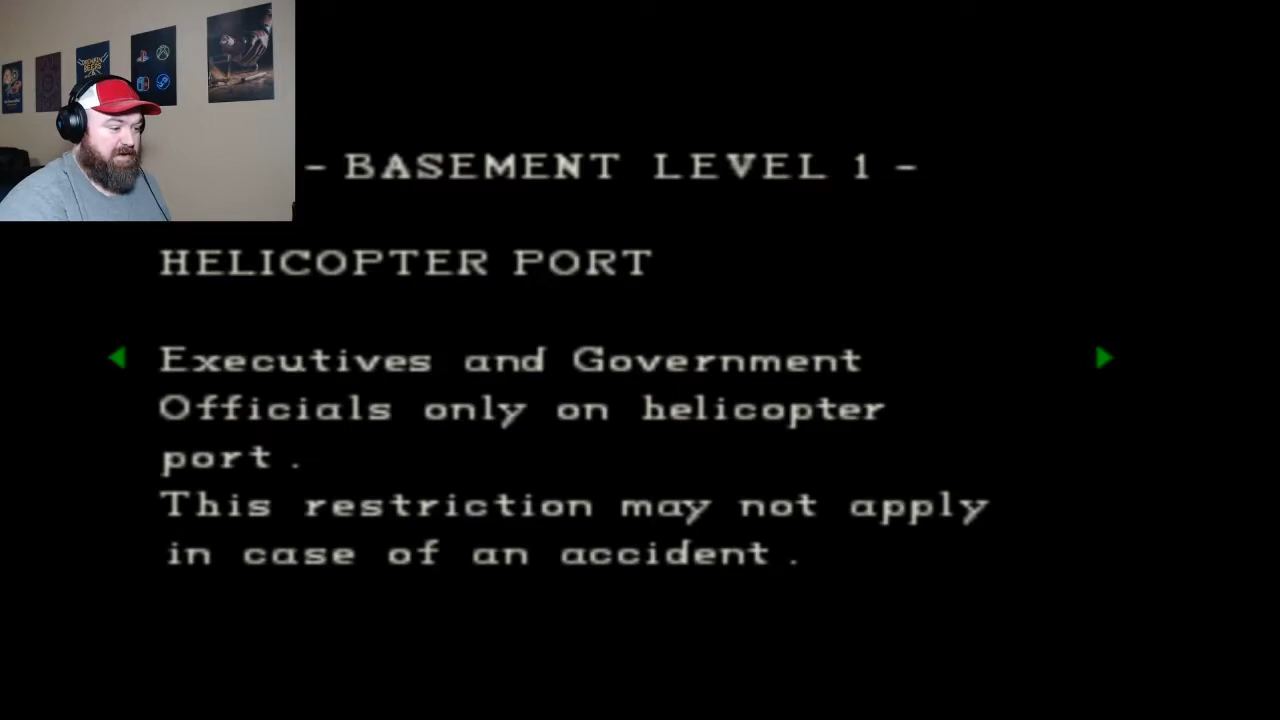 - BASEMENT LEVEL 1 -
HELICOPTER PORT
Executives and Government
Officials only on helicopter
port.
This restriction may not apply
in case of an accident.